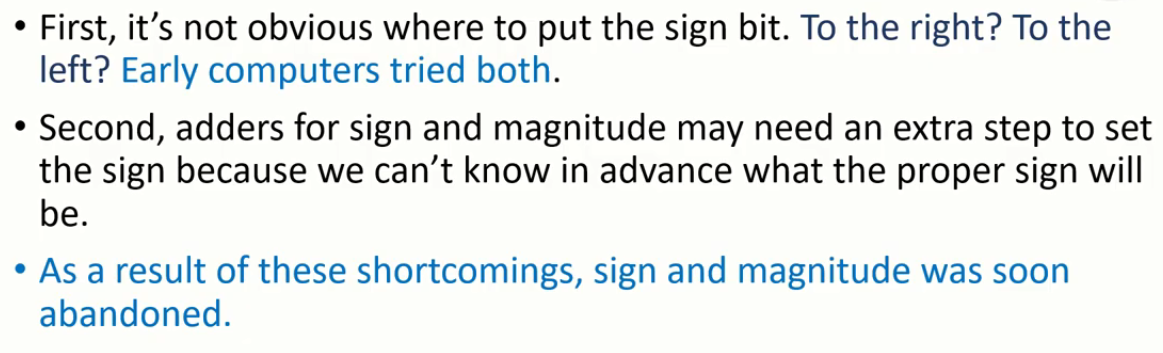 • First, it's not obvious where to put the sign bit. To the right? To the
left? Early computers tried both.
• Second, adders for sign and magnitude may need an extra step to set
the sign because we can't know in advance what the proper sign will
be.
• As a result of these shortcomings, sign and magnitude was soon
abandoned.